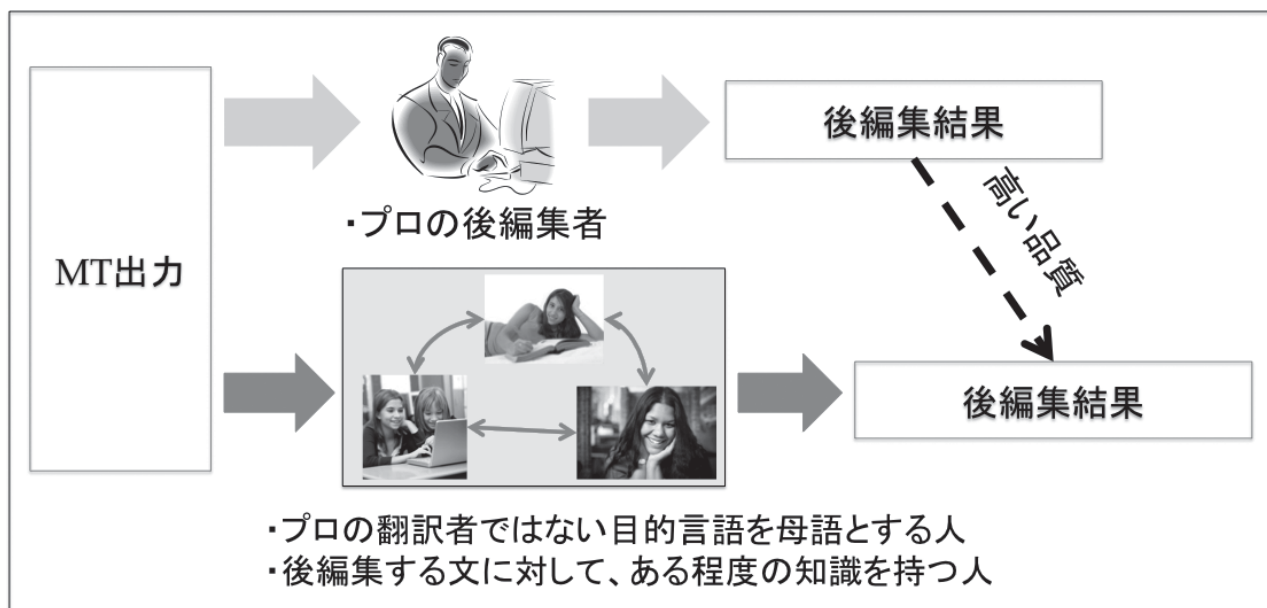 MT出力
・プロの後編集者
後編集結果
高い品質
後編集結果
・プロの翻訳者ではない目的言語を母語とする人
・後編集する文に対して、ある程度の知識を持つ人